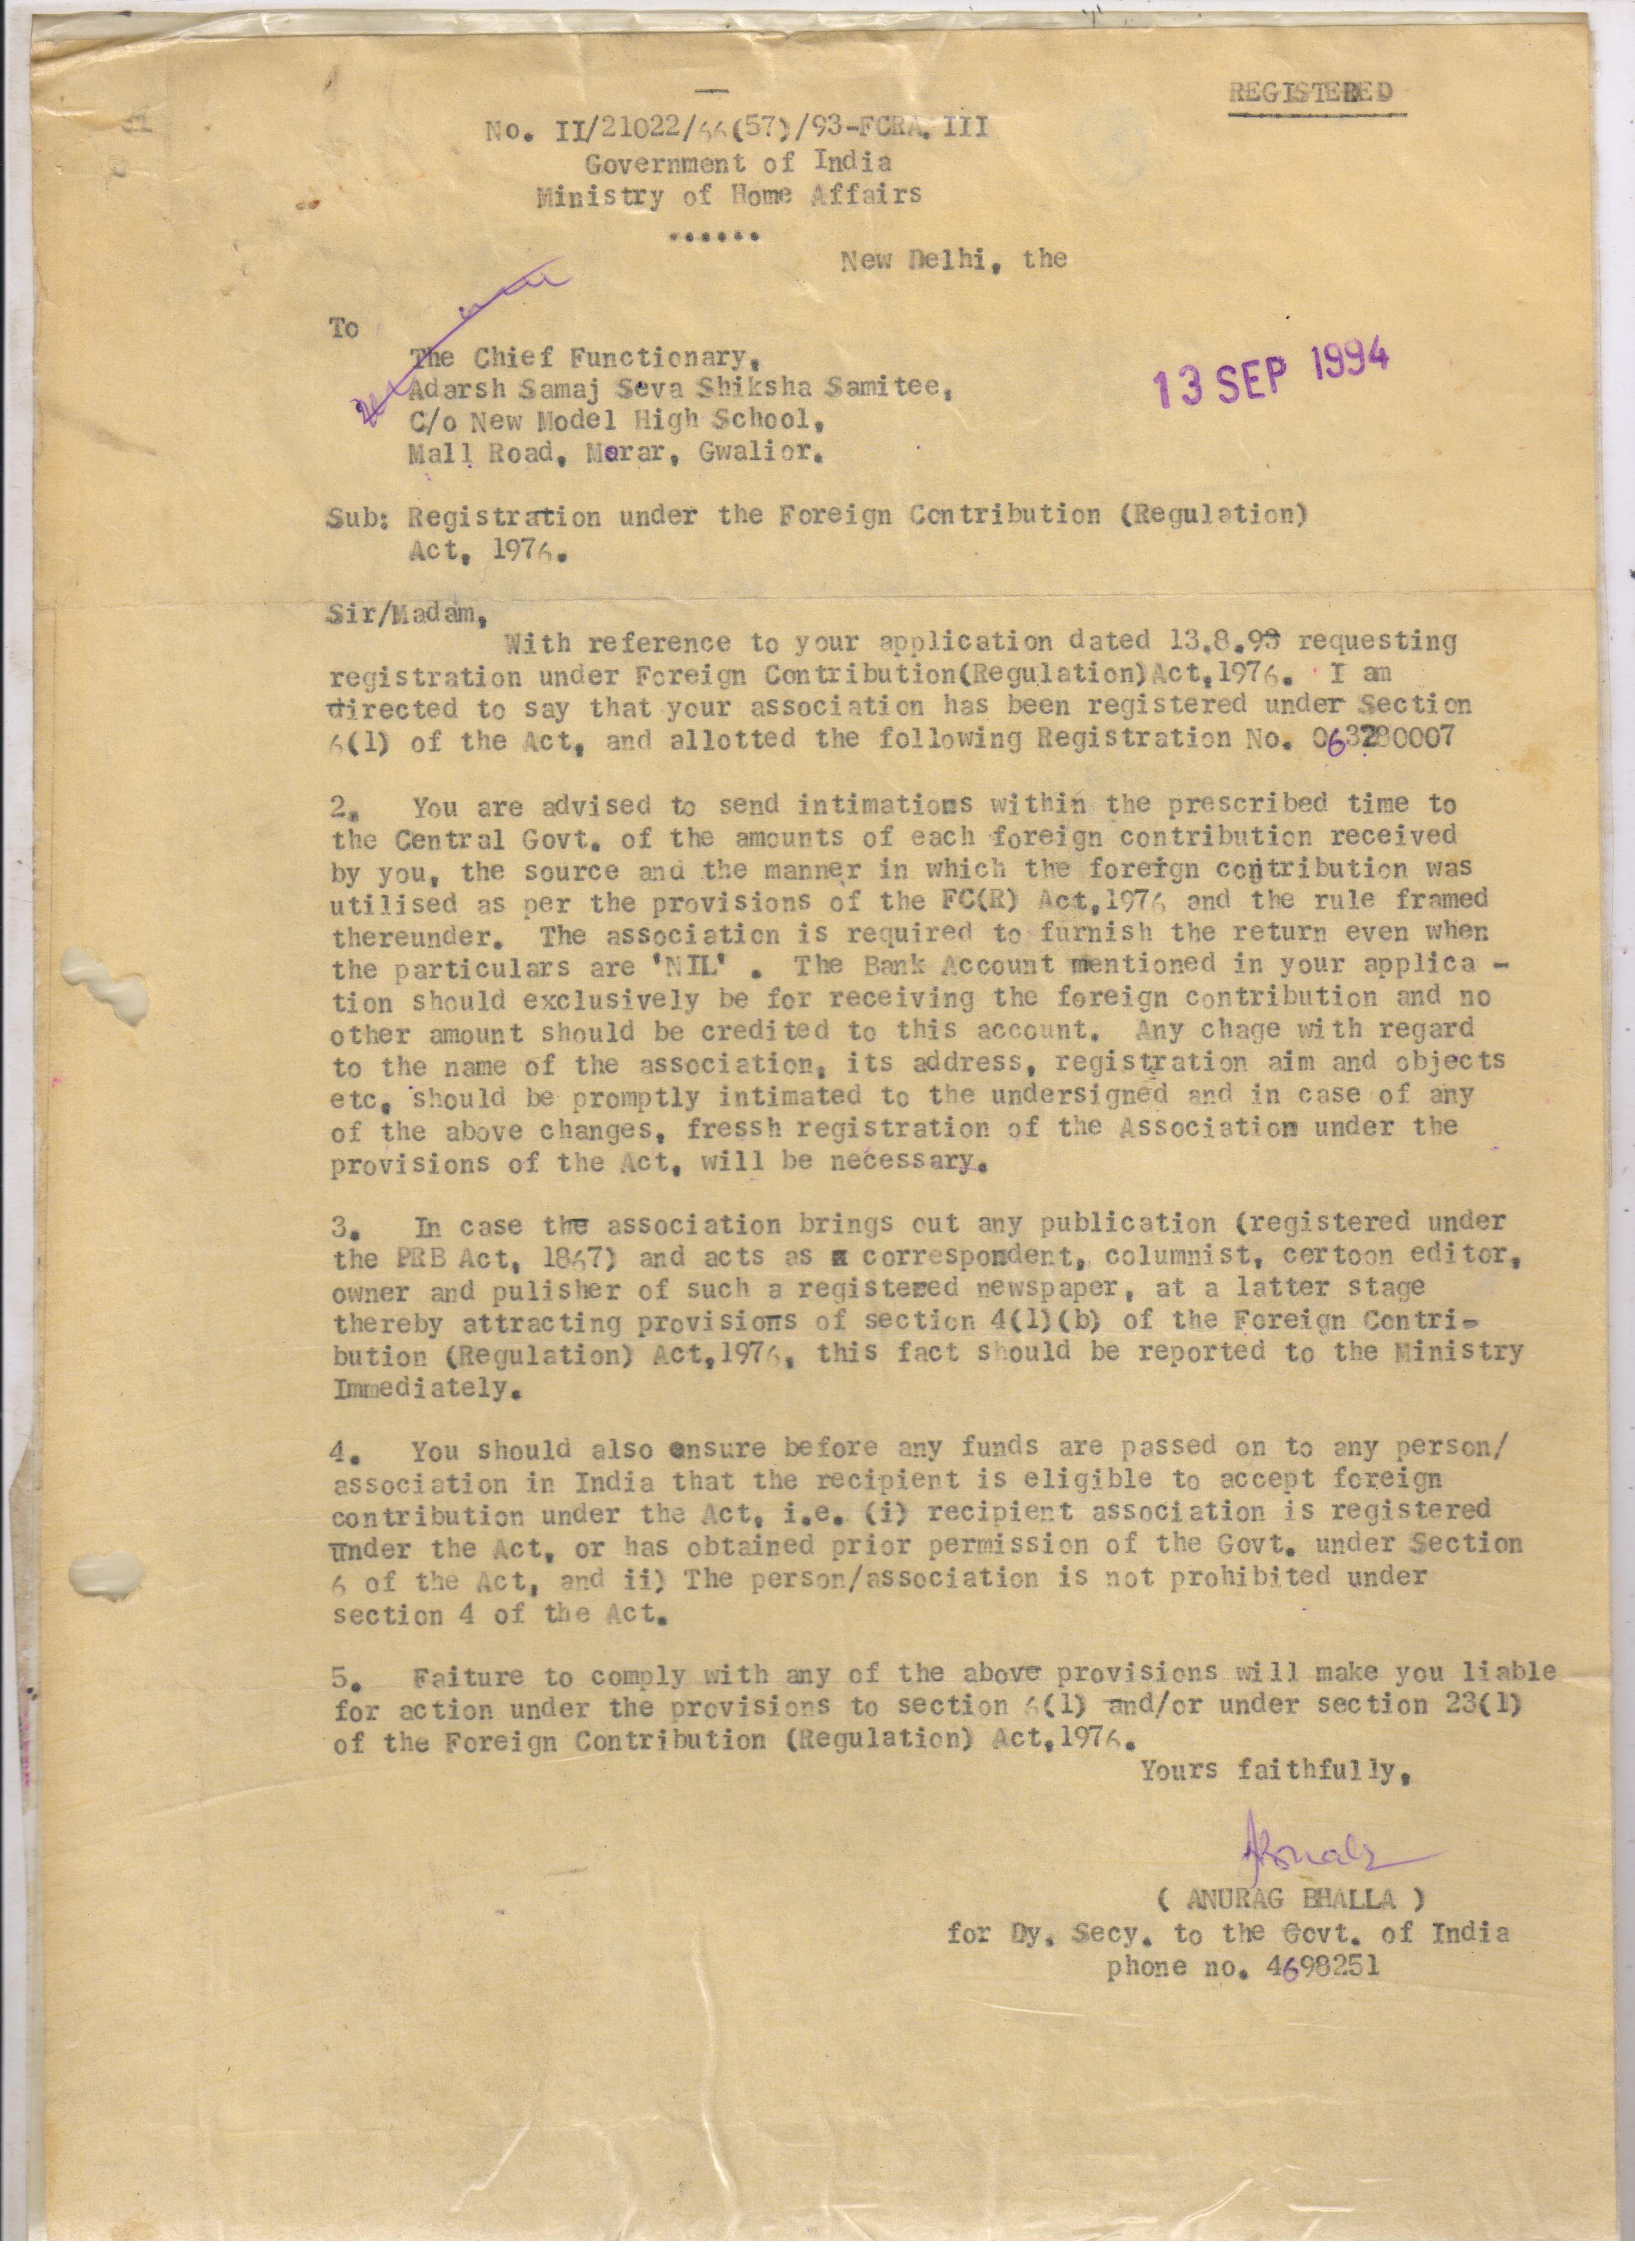 REGISTERED
No. II/21022/66(57)/93-FCRA. III
Government of India
Ministry of Home Affairs
......
New Delhi, the
13 SEP 1994
To
The Chief Functionary,
Adarsh Samaj Seva Shiksha Samitee,
C/o New Model High School,
Mall Road, Morar, Gwalior.
Sub: Registration under the Foreign Contribution (Regulation)
Act, 1976.
Sir/Madam,
With reference to your application dated 13.8.93 requesting
registration under Foreign Contribution(Regulation)Act,1976. I am
directed to say that your association has been registered under Section
6(1) of the Act, and allotted the following Registration No. 063280007
2. You are advised to send intimations within the prescribed time to
the Central Govt. of the amounts of each foreign contribution received
by you, the source and the manner in which the foreign contribution was
utilised as per the provisions of the FC(R) Act,1976 and the rule framed
thereunder. The association is required to furnish the return even when
the particulars are 'NIL' . The Bank Account mentioned in your applica -
tion should exclusively be for receiving the foreign contribution and no
other amount should be credited to this account. Any chage with regard
to the name of the association, its address, registration aim and objects
etc, should be promptly intimated to the undersigned and in case of any
of the above changes, fressh registration of the Association under the
provisions of the Act, will be necessary.
3. In case the association brings out any publication (registered under
the PRB Act, 1867) and acts as a correspondent, columnist, certoon editor,
owner and pulisher of such a registered newspaper, at a latter stage
thereby attracting provisions of section 4(1)(b) of the Foreign Contri-
bution (Regulation) Act,1976, this fact should be reported to the Ministry
Immediately.
4. You should also ensure before any funds are passed on to any person/
association in India that the recipient is eligible to accept foreign
contribution under the Act, i.e. (i) recipient association is registered
under the Act, or has obtained prior permission of the Govt. under Section
6 of the Act, and ii) The person/association is not prohibited under
section 4 of the Act.
5. Faiture to comply with any of the above provisions will make you liable
for action under the provisions to section 6(1) and/or under section 23(1)
of the Foreign Contribution (Regulation) Act,1976.
Yours faithfully,
( ANURAG BHALLA )
for Dy. Secy. to the Govt. of India
phone no. 4698251